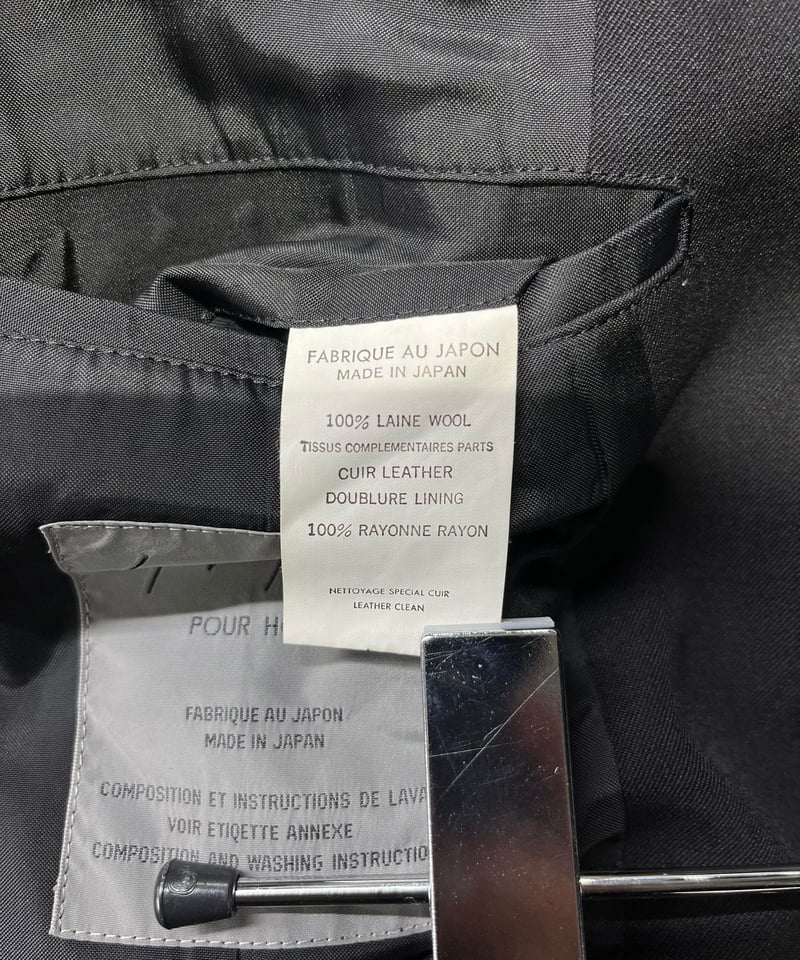 FABRIQUE AU JAPON
MADE IN JAPAN
100% LAINE WOOL
TISSUS COMPLEMENTAIRES PARTS
CUIR LEATHER
DOUBLURE LINING
100% RAYONNE RAYON
NETTOYAGE SPECIAL CUIR
LEATHER CLEAN
POUR
FABRIQUE AU JAPON
MADE IN JAPAN
COMPOSITION ET INSTRUCTIONS DE
VOIR ETIQETTE ANNEXE
COMPOSITION AND WASHING